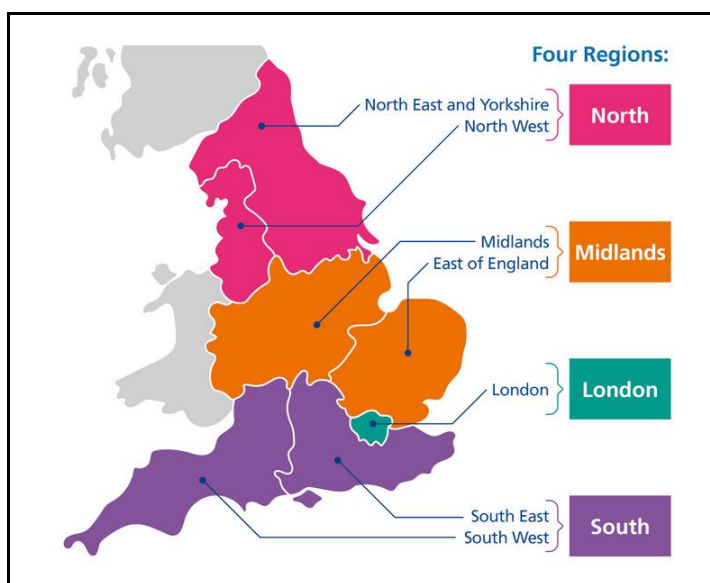 Four Regions:
North East and Yorkshire
North West
North
Midlands
East of England
Midlands
London
London
South East
South West
South